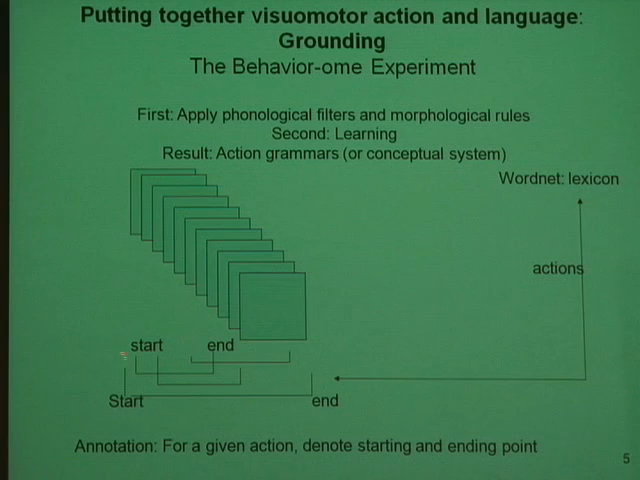 Putting together visuomotor action and language:
Grounding
The Behavior-ome Experiment
First: Apply phonological filters and morphological rules
Second: Learning
Result: Action grammars (or conceptual system)
Wordnet: lexicon
actions
start end
Start end
Annotation: For a given action, denote starting and ending point
5